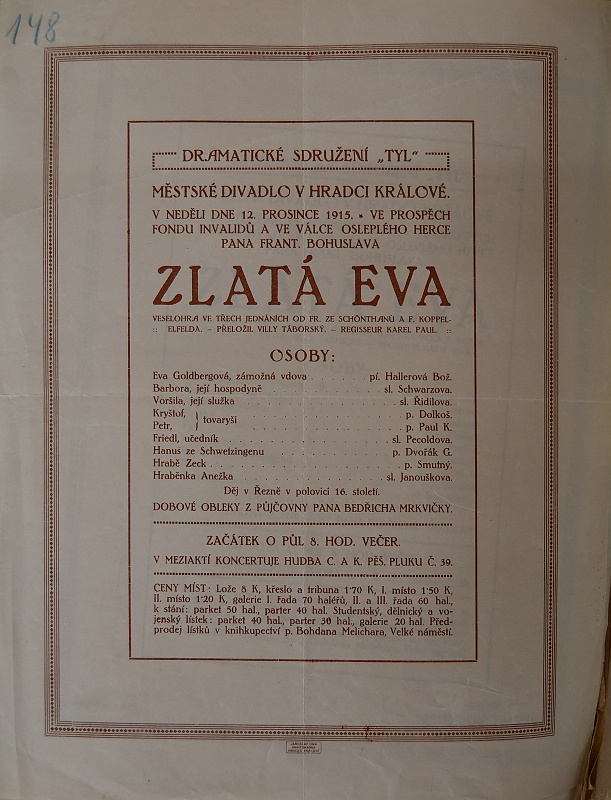 148
DRAMATICKÉ SDRUŽENÍ „TYL“
MĚSTSKÉ DIVADLO V HRADCI KRÁLOVÉ.
V NEDĚLI DNE 12. PROSINCE 1915. • VE PROSPĚCH
FONDU INVALIDŮ A VE VÁLCE OSLEPLÉHO HERCE
PANA FRANT. BOHUSLAVA
ZLATÁ EVA
VESELOHRA VE TŘECH JEDNÁNÍCH OD FR. ZE SCHÖNTHANŮ A F. KOPPEL-
:: ELFELDA. – PŘELOŽIL VILLY TÁBORSKÝ. – REGISSEUR KAREL PAUL. ::
OSOBY:
Eva Goldbergová, zámožná vdova . . . . . pí. Hallerová Bož.
Barbora, její hospodyně . . . . . . . . sl. Schwarzova.
Voršila, její služka . . . . . . . . . . sl. Řidilova.
Kryštof, } tovaryši . . . . . . . . . . p. Dolkoš.
Petr, } . . . . . . . . . . p. Paul K.
Friedl, učedník . . . . . . . . . . sl. Pecoldova.
Hanus ze Schwetzingenu . . . . . . . . p. Dvořák G.
Hrabě Zeck . . . . . . . . . . . . p. Smutný.
Hraběnka Anežka . . . . . . . . . . sl. Janouškova.
Děj v Řezně v polovici 16. století.
DOBOVÉ OBLEKY Z PŮJČOVNY PANA BEDŘICHA MRKVIČKY.
ZAČÁTEK O PŮL 8. HOD. VEČER.
V MEZIAKTÍ KONCERTUJE HUDBA C. A K. PĚŠ. PLUKU Č. 39.
CENY MÍST: Lože 8 K, křeslo a tribuna 1·70 K, I. místo 1·50 K,
II. místo 1·20 K, galerie I. řada 70 haléřů, II. a III. řada 60 hal.,
k stání: parket 50 hal., parter 40 hal. Studentský, dělnický a vo-
jenský lístek: parket 40 hal., parter 30 hal., galerie 20 hal. Před-
prodej lístků v knihkupectví p. Bohdana Melichara, Velké náměstí.